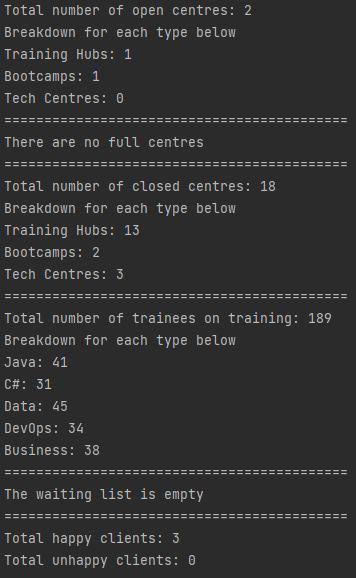 Total number of open centres: 2
Breakdown for each type below
Training Hubs: 1
Bootcamps: 1
Tech Centres: 0
===========================================
There are no full centres
===========================================
Total number of closed centres: 18
Breakdown for each type below
Training Hubs: 13
Bootcamps: 2
Tech Centres: 3
===========================================
Total number of trainees on training: 189
Breakdown for each type below
Java: 41
C#: 31
Data: 45
DevOps: 34
Business: 38
===========================================
The waiting list is empty
===========================================
Total happy clients: 3
Total unhappy clients: 0